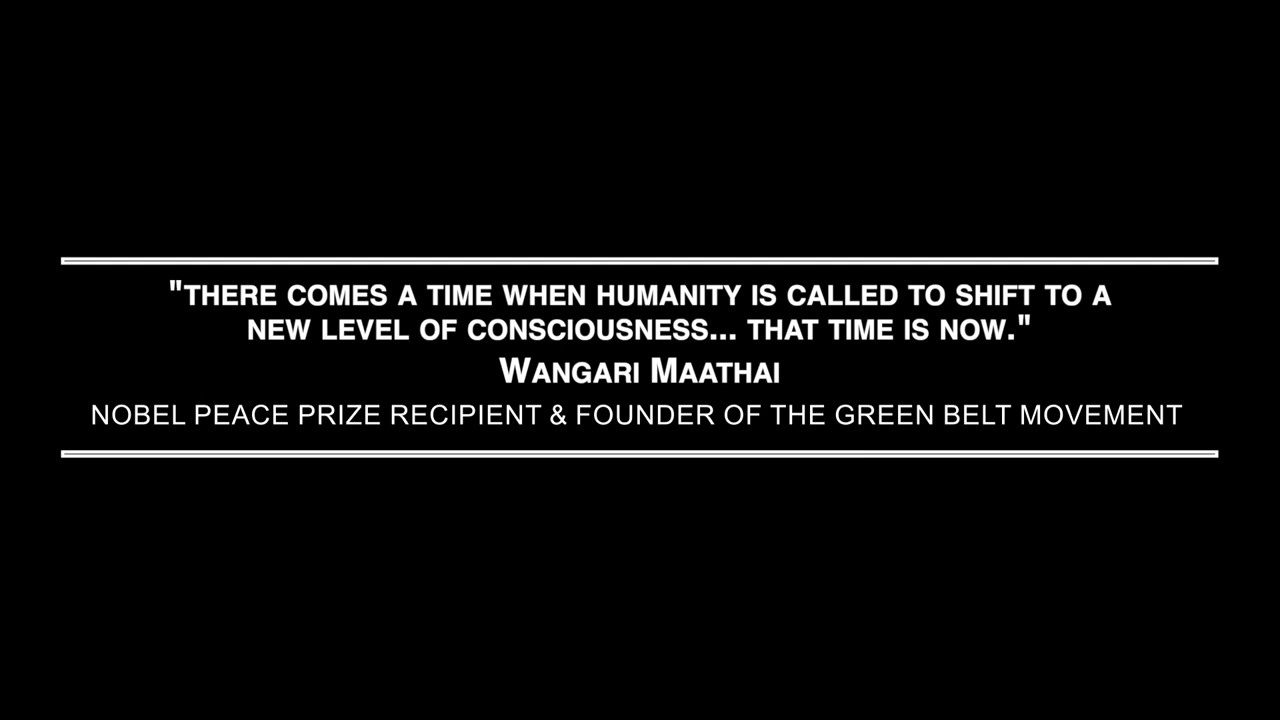 "THERE COMES A TIME WHEN HUMANITY IS CALLED TO SHIFT TO A
NEW LEVEL OF CONSCIOUSNESS... THAT TIME IS NOW."
WANGARI MAATHAI
NOBEL PEACE PRIZE RECIPIENT & FOUNDER OF THE GREEN BELT MOVEMENT